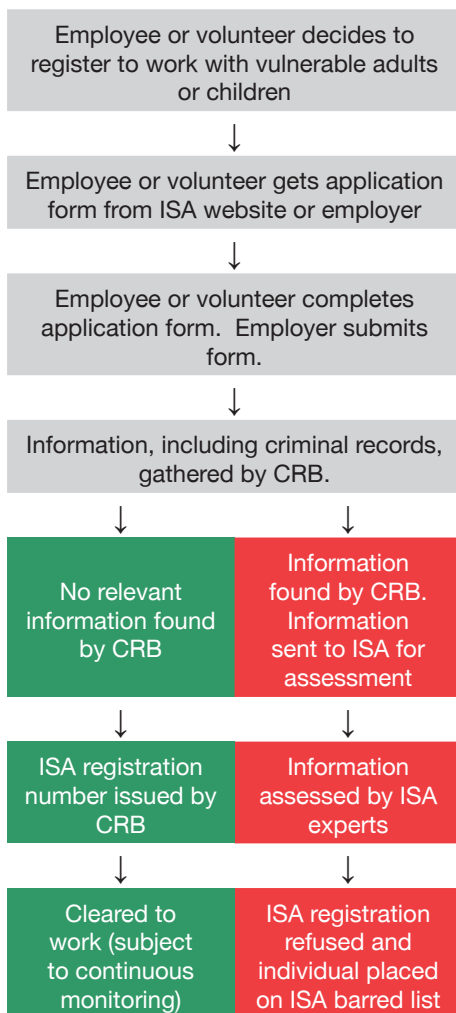 Employee or volunteer decides to
register to work with vulnerable adults
or children
↓
Employee or volunteer gets application
form from ISA website or employer
↓
Employee or volunteer completes
application form.  Employer submits
form.
↓
Information, including criminal records,
gathered by CRB.
↓ ↓
No relevant
information found
by CRB
Information
found by CRB.
Information
sent to ISA for
assessment
↓ ↓
ISA registration
number issued by
CRB
Information
assessed by ISA
experts
↓ ↓
Cleared to
work (subject
to continuous
monitoring)
ISA registration
refused and
individual placed
on ISA barred list